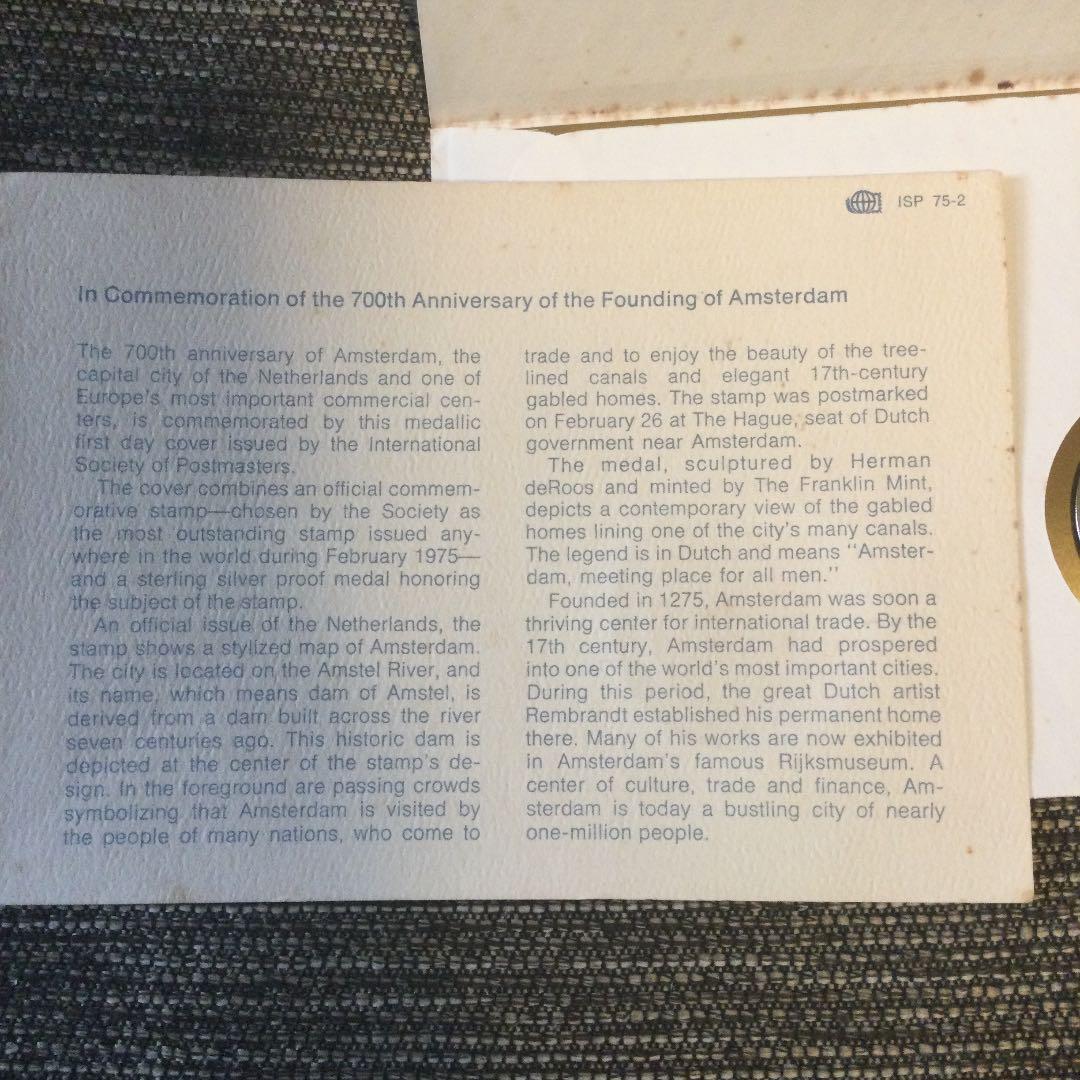 ISP 75-2
In Commemoration of the 700th Anniversary of the Founding of Amsterdam
The 700th anniversary of Amsterdam, the
capital city of the Netherlands and one of
Europe's most important commercial cen-
ters, is commemorated by this medallic
first day cover issued by the International
Society of Postmasters.
The cover combines an official commem-
orative stamp—chosen by the Society as
the most outstanding stamp issued any-
where in the world during February 1975—
and a sterling silver proof medal honoring
the subject of the stamp.
An official issue of the Netherlands, the
stamp shows a stylized map of Amsterdam.
The city is located on the Amstel River, and
its name, which means dam of Amstel, is
derived from a dam built across the river
seven centuries ago. This historic dam is
depicted at the center of the stamp's de-
sign. In the foreground are passing crowds
symbolizing that Amsterdam is visited by
the people of many nations, who come to
trade and to enjoy the beauty of the tree-
lined canals and elegant 17th-century
gabled homes. The stamp was postmarked
on February 26 at The Hague, seat of Dutch
government near Amsterdam.
The medal, sculptured by Herman
deRoos and minted by The Franklin Mint,
depicts a contemporary view of the gabled
homes lining one of the city's many canals.
The legend is in Dutch and means "Amster-
dam, meeting place for all men."
Founded in 1275, Amsterdam was soon a
thriving center for international trade. By the
17th century, Amsterdam had prospered
into one of the world's most important cities.
During this period, the great Dutch artist
Rembrandt established his permanent home
there. Many of his works are now exhibited
in Amsterdam's famous Rijksmuseum. A
center of culture, trade and finance, Am-
sterdam is today a bustling city of nearly
one-million people.